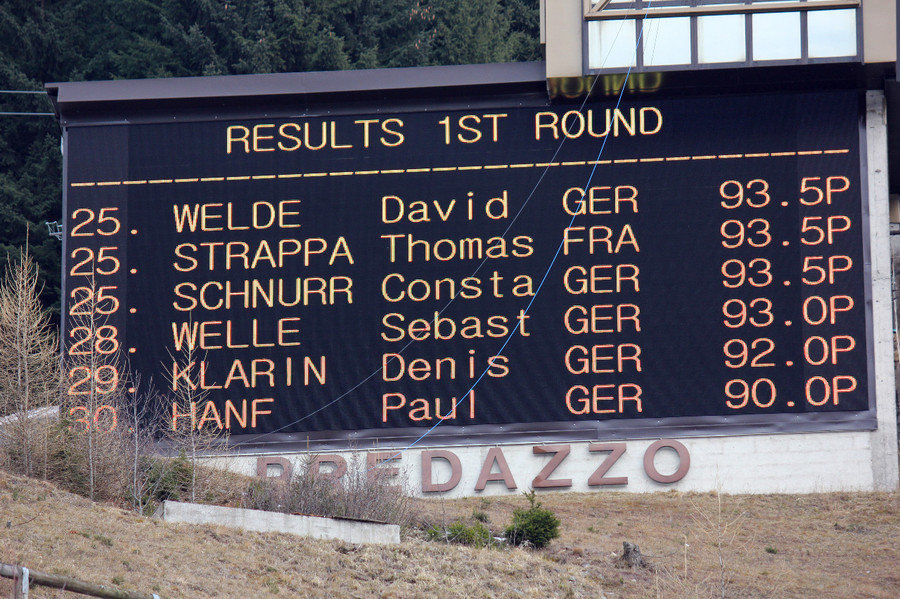 RESULTS 1ST ROUND
25. WELDE David GER 93.5P
25. STRAPPA Thomas FRA 93.5P
25. SCHNURR Consta GER 93.5P
28. WELLE Sebast GER 93.0P
29. KLARIN Denis GER 92.0P
30 HANF Paul GER 90.0P
PREDAZZO